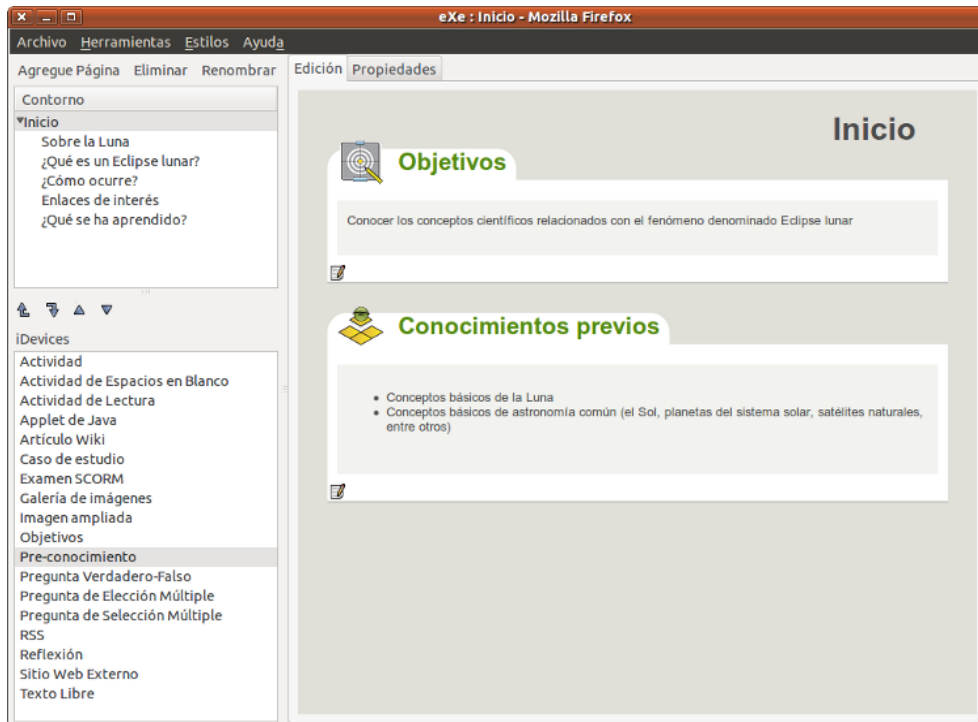 eXe : Inicio - Mozilla Firefox
Archivo Herramientas Estilos Ayuda
Agregue Página Eliminar Renombrar
Contorno
Inicio
Sobre la Luna
¿Qué es un Eclipse lunar?
¿Cómo ocurre?
Enlaces de interés
¿Qué se ha aprendido?
iDevices
Actividad
Actividad de Espacios en Blanco
Actividad de Lectura
Applet de Java
Artículo Wiki
Caso de estudio
Examen SCORM
Galería de imágenes
Imagen ampliada
Objetivos
Pre-conocimiento
Pregunta Verdadero-Falso
Pregunta de Elección Múltiple
Pregunta de Selección Múltiple
RSS
Reflexión
Sitio Web Externo
Texto Libre
Edición Propiedades
Inicio
Objetivos
Conocer los conceptos científicos relacionados con el fenómeno denominado Eclipse lunar
Conocimientos previos
• Conceptos básicos de la Luna
• Conceptos básicos de astronomía común (el Sol, planetas del sistema solar, satélites naturales,
entre otros)